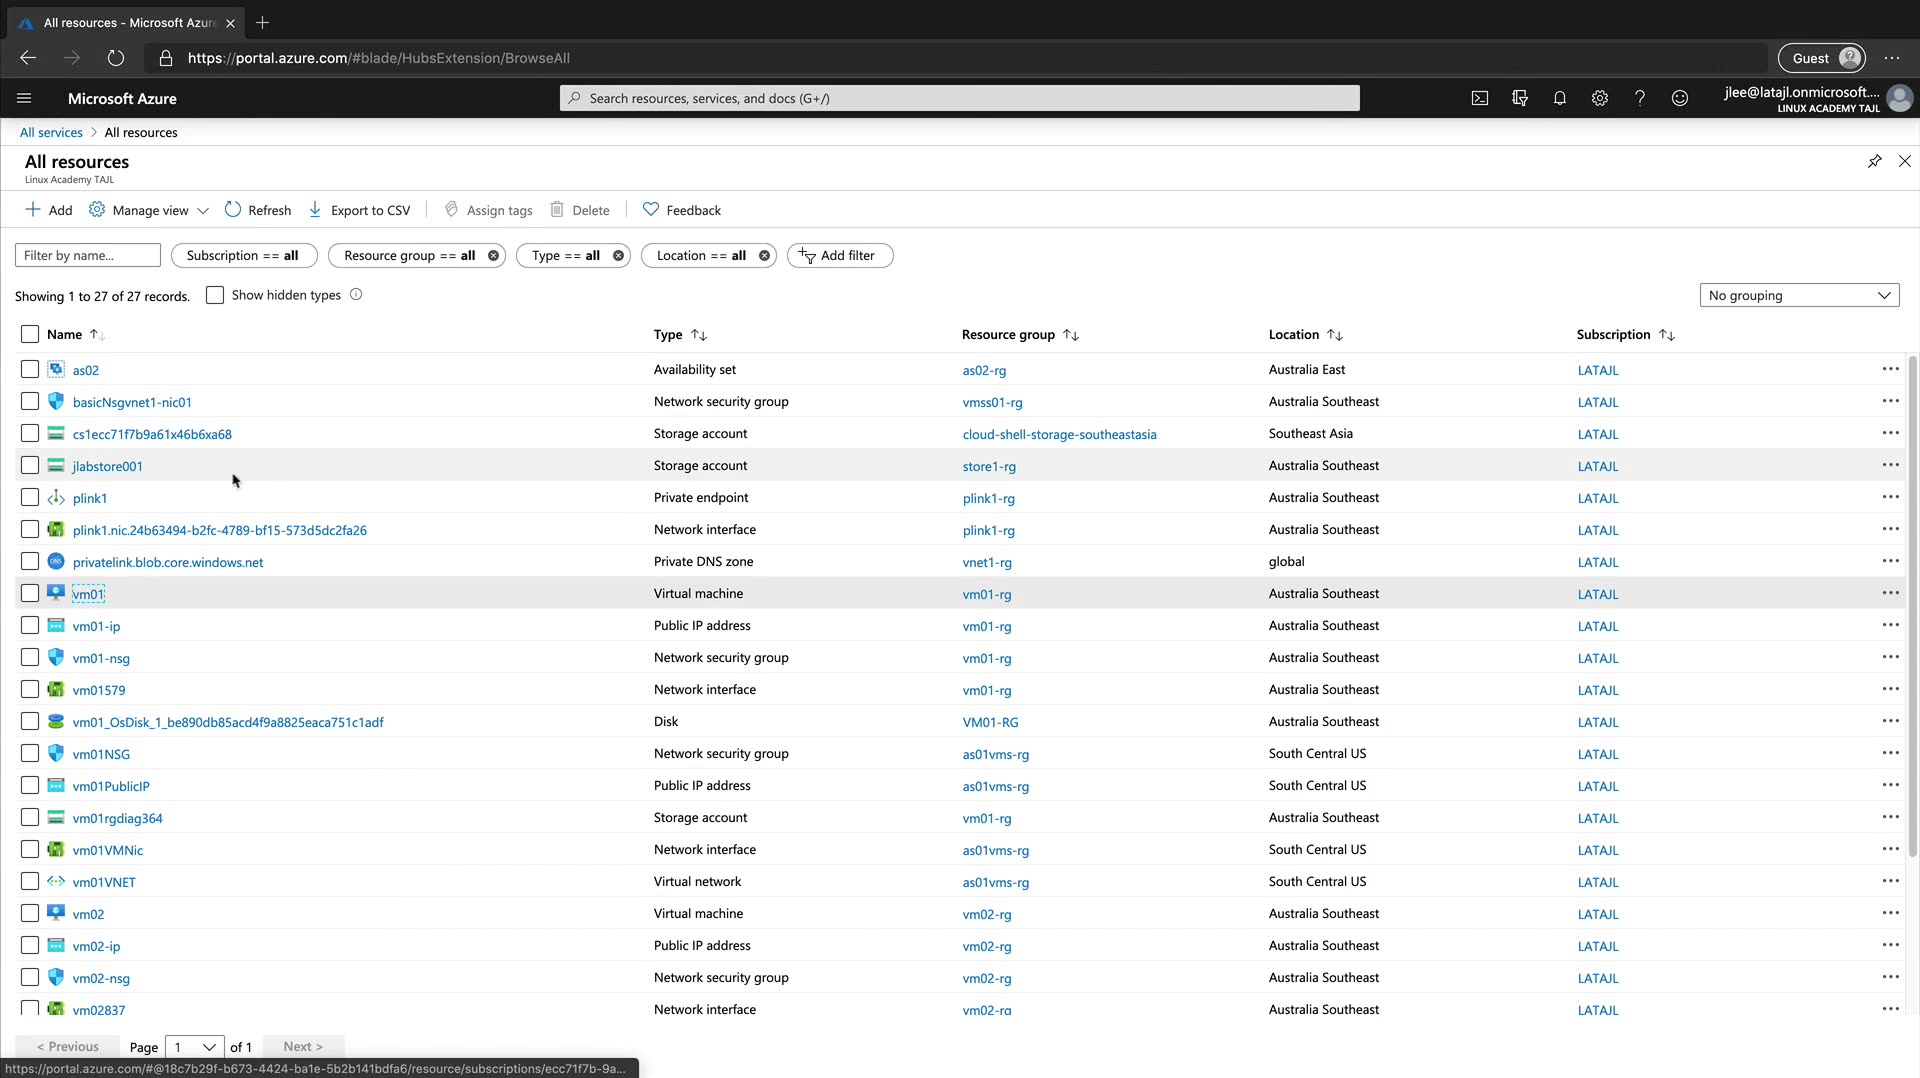 All resources - Microsoft Azure
https://portal.azure.com/#blade/HubsExtension/BrowseAll
Guest
Microsoft Azure
Search resources, services, and docs (G+/)
jlee@latajl.onmicrosoft....
LINUX ACADEMY TAJL
All services > All resources
All resources
Linux Academy TAJL
Add Manage view Refresh Export to CSV Assign tags Delete Feedback
Filter by name... Subscription == all Resource group == all Type == all Location == all Add filter
Showing 1 to 27 of 27 records. Show hidden types No grouping
Name Type Resource group Location Subscription
as02 Availability set as02-rg Australia East LATAJL
basicNsgvnet1-nic01 Network security group vmss01-rg Australia Southeast LATAJL
cs1ecc71f7b9a61x46b6xa68 Storage account cloud-shell-storage-southeastasia Southeast Asia LATAJL
jlabstore001 Storage account store1-rg Australia Southeast LATAJL
plink1 Private endpoint plink1-rg Australia Southeast LATAJL
plink1.nic.24b63494-b2fc-4789-bf15-573d5dc2fa26 Network interface plink1-rg Australia Southeast LATAJL
DNS privatelink.blob.core.windows.net Private DNS zone vnet1-rg global LATAJL
vm01 Virtual machine vm01-rg Australia Southeast LATAJL
vm01-ip Public IP address vm01-rg Australia Southeast LATAJL
vm01-nsg Network security group vm01-rg Australia Southeast LATAJL
vm01579 Network interface vm01-rg Australia Southeast LATAJL
vm01_OsDisk_1_be890db85acd4f9a8825eaca751c1adf Disk VM01-RG Australia Southeast LATAJL
vm01NSG Network security group as01vms-rg South Central US LATAJL
vm01PublicIP Public IP address as01vms-rg South Central US LATAJL
vm01rgdiag364 Storage account vm01-rg Australia Southeast LATAJL
vm01VMNic Network interface as01vms-rg South Central US LATAJL
vm01VNET Virtual network as01vms-rg South Central US LATAJL
vm02 Virtual machine vm02-rg Australia Southeast LATAJL
vm02-ip Public IP address vm02-rg Australia Southeast LATAJL
vm02-nsg Network security group vm02-rg Australia Southeast LATAJL
vm02837 Network interface vm02-rg Australia Southeast LATAJL
< Previous Page 1 of 1 Next >
https://portal.azure.com/#@18c7b29f-b673-4424-ba1e-5b2b141bdfa6/resource/subscriptions/ecc71f7b-9a...